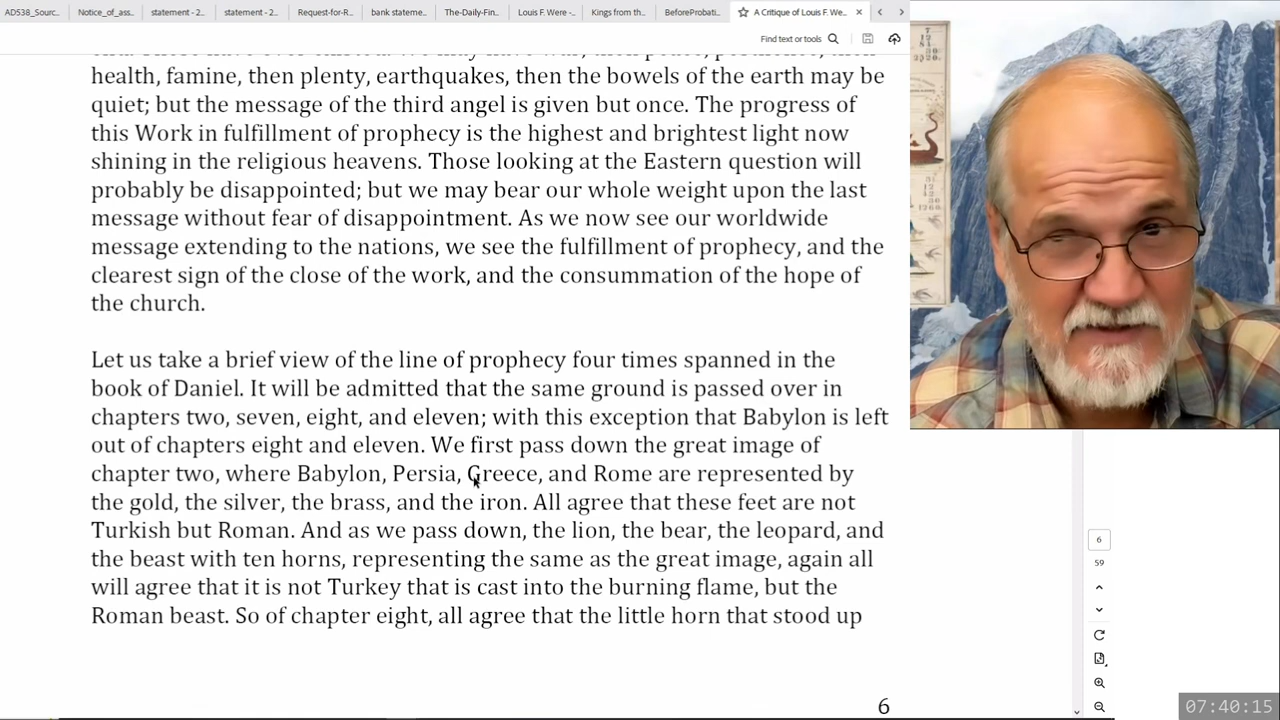 AD538_Sourc..
Notice_of_ass..
statement - 2...
statement - 2...
Request-for-R...
bank stateme...
The-Daily-Fin..
Louis F. Were -..
Kings from th..
BeforeProbati..
A Critique of Louis F. We...
Find text or tools
health, famine, then plenty, earthquakes, then the bowels of the earth may be
quiet; but the message of the third angel is given but once. The progress of
this Work in fulfillment of prophecy is the highest and brightest light now
shining in the religious heavens. Those looking at the Eastern question will
probably be disappointed; but we may bear our whole weight upon the last
message without fear of disappointment. As we now see our worldwide
message extending to the nations, we see the fulfillment of prophecy, and the
clearest sign of the close of the work, and the consummation of the hope of
the church.
Let us take a brief view of the line of prophecy four times spanned in the
book of Daniel. It will be admitted that the same ground is passed over in
chapters two, seven, eight, and eleven; with this exception that Babylon is left
out of chapters eight and eleven. We first pass down the great image of
chapter two, where Babylon, Persia, Greece, and Rome are represented by
the gold, the silver, the brass, and the iron. All agree that these feet are not
Turkish but Roman. And as we pass down, the lion, the bear, the leopard, and
the beast with ten horns, representing the same as the great image, again all
will agree that it is not Turkey that is cast into the burning flame, but the
Roman beast. So of chapter eight, all agree that the little horn that stood up
6
6
59
07:40:15